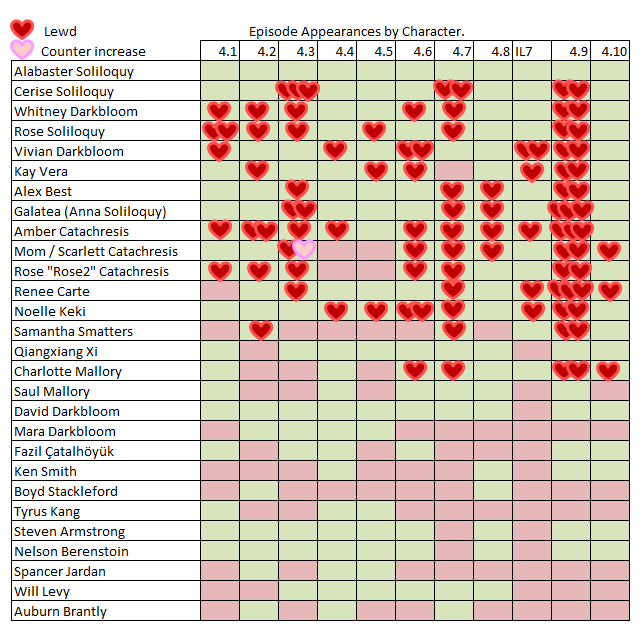 Lewd Episode Appearances by Character.
Counter increase 4.1 4.2 4.3 4.4 4.5 4.6 4.7 4.8 IL7 4.9 4.10
Alabaster Soliloquy
Cerise Soliloquy
Whitney Darkbloom
Rose Soliloquy
Vivian Darkbloom
Kay Vera
Alex Best
Galatea (Anna Soliloquy)
Amber Catachresis
Mom / Scarlett Catachresis
Rose "Rose2" Catachresis
Renee Carte
Noelle Keki
Samantha Smatters
Qiangxiang Xi
Charlotte Mallory
Saul Mallory
David Darkbloom
Mara Darkbloom
Fazil Çatalhöyük
Ken Smith
Boyd Stackleford
Tyrus Kang
Steven Armstrong
Nelson Berenstoin
Spancer Jardan
Will Levy
Auburn Brantly